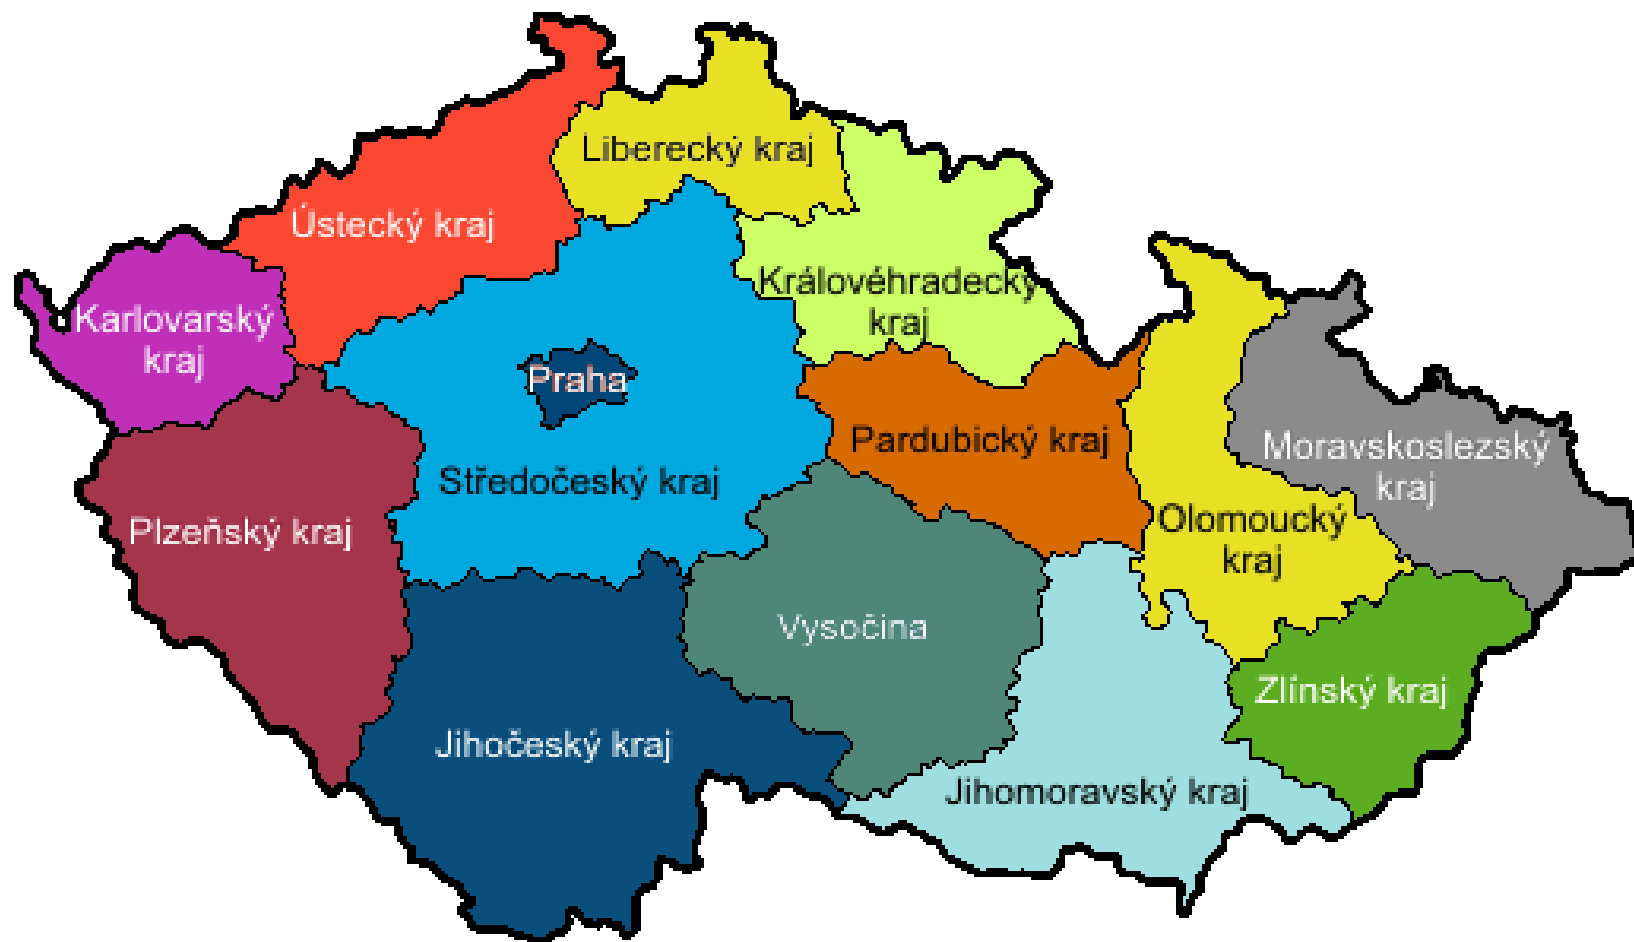 Liberecký kraj
Ústecký kraj
Královéhradecký
kraj
Karlovarský
kraj
Praha
Pardubický kraj
Moravskoslezský
kraj
Středočeský kraj
Plzeňský kraj
Olomoucký
kraj
Vysočina
Zlínský kraj
Jihočeský kraj
Jihomoravský kraj